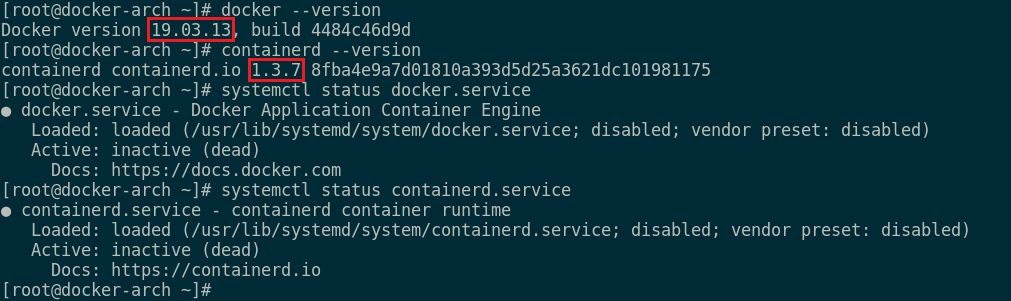 [root@docker-arch ~]# docker --version
Docker version 19.03.13, build 4484c46d9d
[root@docker-arch ~]# containerd --version
containerd containerd.io 1.3.7 8fba4e9a7d01810a393d5d25a3621dc101981175
[root@docker-arch ~]# systemctl status docker.service
● docker.service - Docker Application Container Engine
   Loaded: loaded (/usr/lib/systemd/system/docker.service; disabled; vendor preset: disabled)
   Active: inactive (dead)
     Docs: https://docs.docker.com
[root@docker-arch ~]# systemctl status containerd.service
● containerd.service - containerd container runtime
   Loaded: loaded (/usr/lib/systemd/system/containerd.service; disabled; vendor preset: disabled)
   Active: inactive (dead)
     Docs: https://containerd.io
[root@docker-arch ~]#